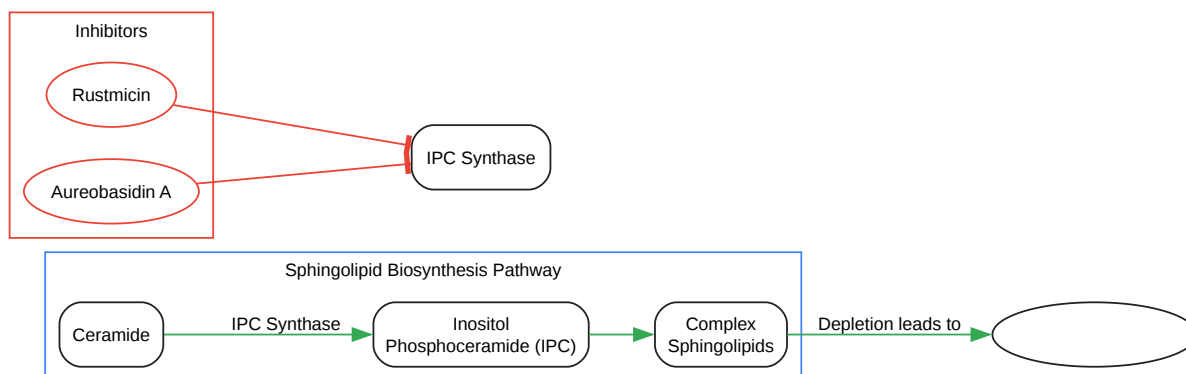 Inhibitors
Rustmicin
Aureobasidin A
IPC Synthase
Sphingolipid Biosynthesis Pathway
Ceramide
IPC Synthase
Inositol
Phosphoceramide (IPC)
Complex
Sphingolipids
Depletion leads to